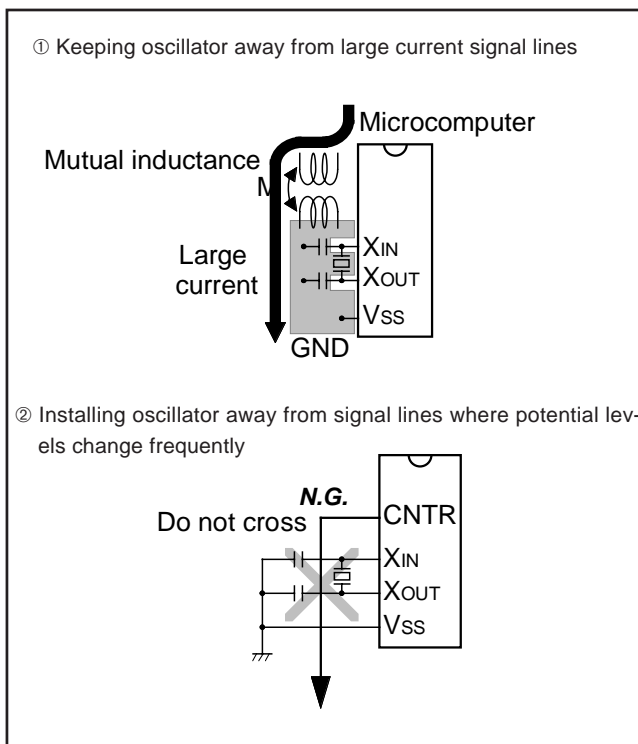 ① Keeping oscillator away from large current signal lines
Microcomputer
Mutual inductance
M
Large
current
XIN
XOUT
VSS
GND
② Installing oscillator away from signal lines where potential lev-
els change frequently
N.G.
Do not cross
CNTR
XIN
XOUT
VSS